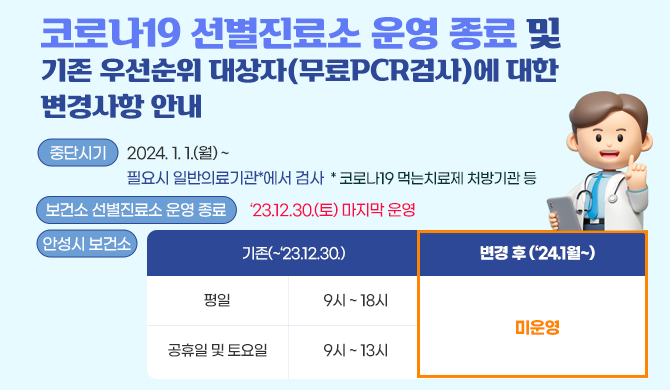 코로나19 선별진료소 운영 종료 및
기존 우선순위 대상자(무료PCR검사)에 대한
변경사항 안내
중단시기 2024. 1. 1.(월) ~
필요시 일반의료기관*에서 검사 * 코로나19 먹는치료제 처방기관 등
보건소 선별진료소 운영 종료 ‘23.12.30.(토) 마지막 운영
안성시 보건소
기존(~‘23.12.30.) 변경 후 (‘24.1월~)
평일 9시 ~ 18시
미운영
공휴일 및 토요일 9시 ~ 13시